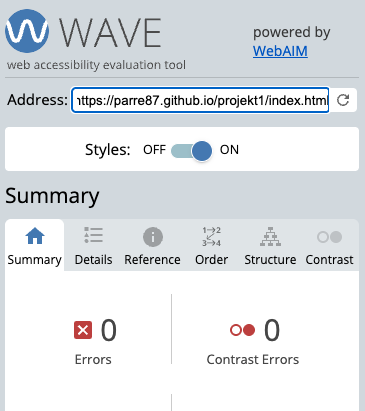 WAVE
web accessibility evaluation tool
powered by
WebAIM
Address: https://parre87.github.io/projekt1/index.html
Styles: OFF ON
Summary
Summary Details Reference Order Structure Contrast
0 0
Errors Contrast Errors